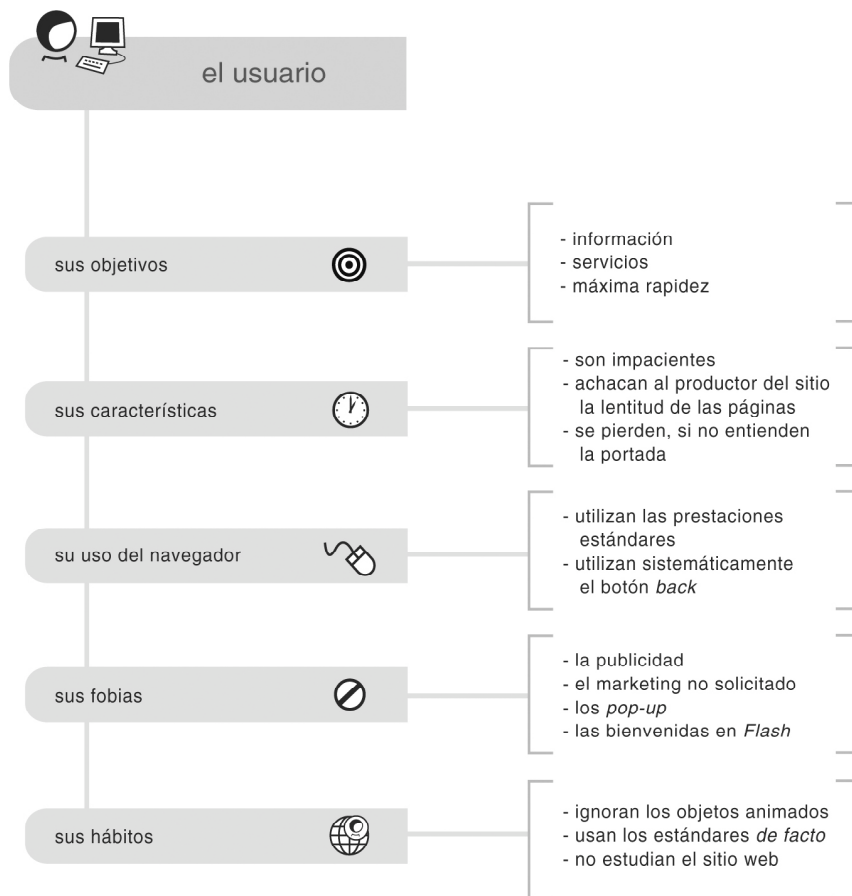 el usuario
sus objetivos
- información
- servicios
- máxima rapidez
sus características
- son impacientes
- achacan al productor del sitio
la lentitud de las páginas
- se pierden, si no entienden
la portada
su uso del navegador
- utilizan las prestaciones
estándares
- utilizan sistemáticamente
el botón back
sus fobias
- la publicidad
- el marketing no solicitado
- los pop-up
- las bienvenidas en Flash
sus hábitos
- ignoran los objetos animados
- usan los estándares de facto
- no estudian el sitio web